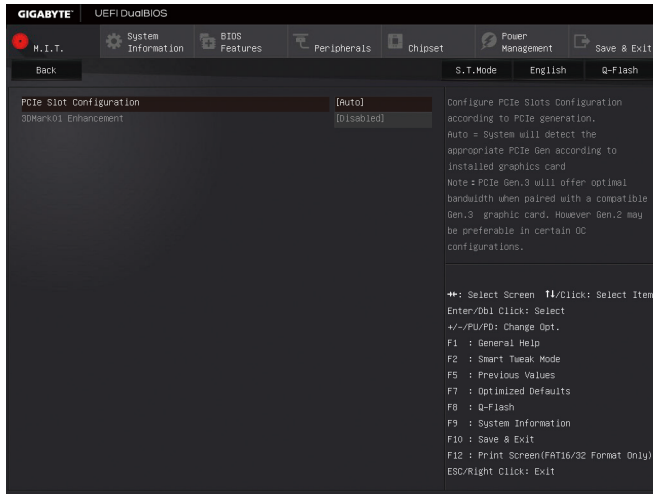 GIGABYTE™ UEFI DualBIOS
M.I.T. System Information BIOS Features Peripherals Chipset Power Management Save & Exit
Back S.T.Mode English Q-Flash
PCIe Slot Configuration [Auto]
3DMark01 Enhancement [Disabled]
Configure PCIe Slots Configuration
according to PCIe generation.
Auto = System will detect the
appropriate PCIe Gen according to
installed graphics card
Note:PCIe Gen.3 will offer optimal
bandwidth when paired with a compatible
Gen.3 graphic card. However Gen.2 may
be preferable in certain OC
configurations.
→←: Select Screen ↑↓/Click: Select Item
Enter/Dbl Click: Select
+/-/PU/PD: Change Opt.
F1 : General Help
F2 : Smart Tweak Mode
F5 : Previous Values
F7 : Optimized Defaults
F8 : Q-Flash
F9 : System Information
F10 : Save & Exit
F12 : Print Screen(FAT16/32 Format Only)
ESC/Right Click: Exit